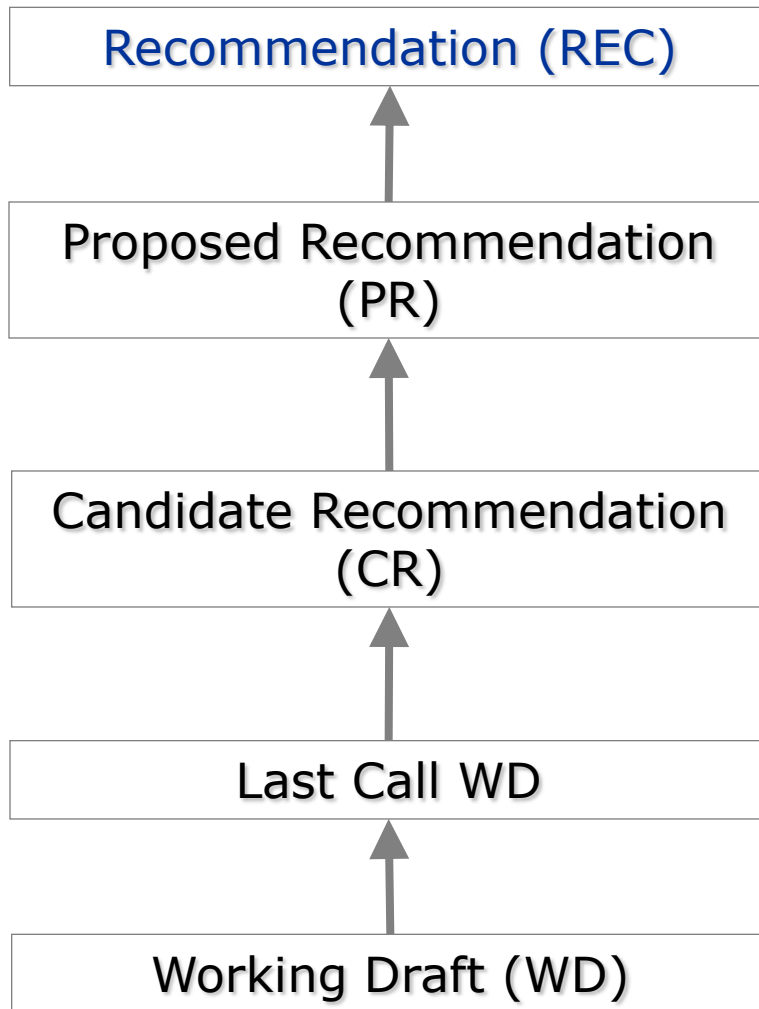 Recommendation (REC)
Proposed Recommendation
(PR)
Candidate Recommendation
(CR)
Last Call WD
Working Draft (WD)